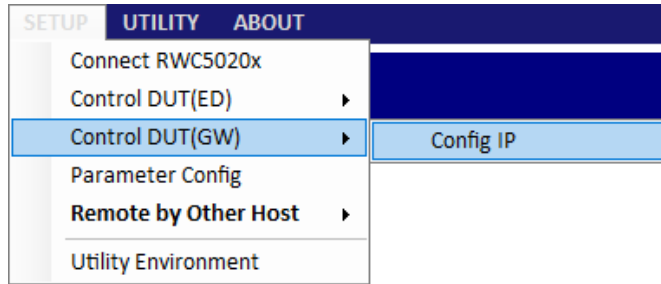 SETUP UTILITY ABOUT
Connect RWC5020x
Control DUT(ED)
Control DUT(GW) Config IP
Parameter Config
Remote by Other Host
Utility Environment